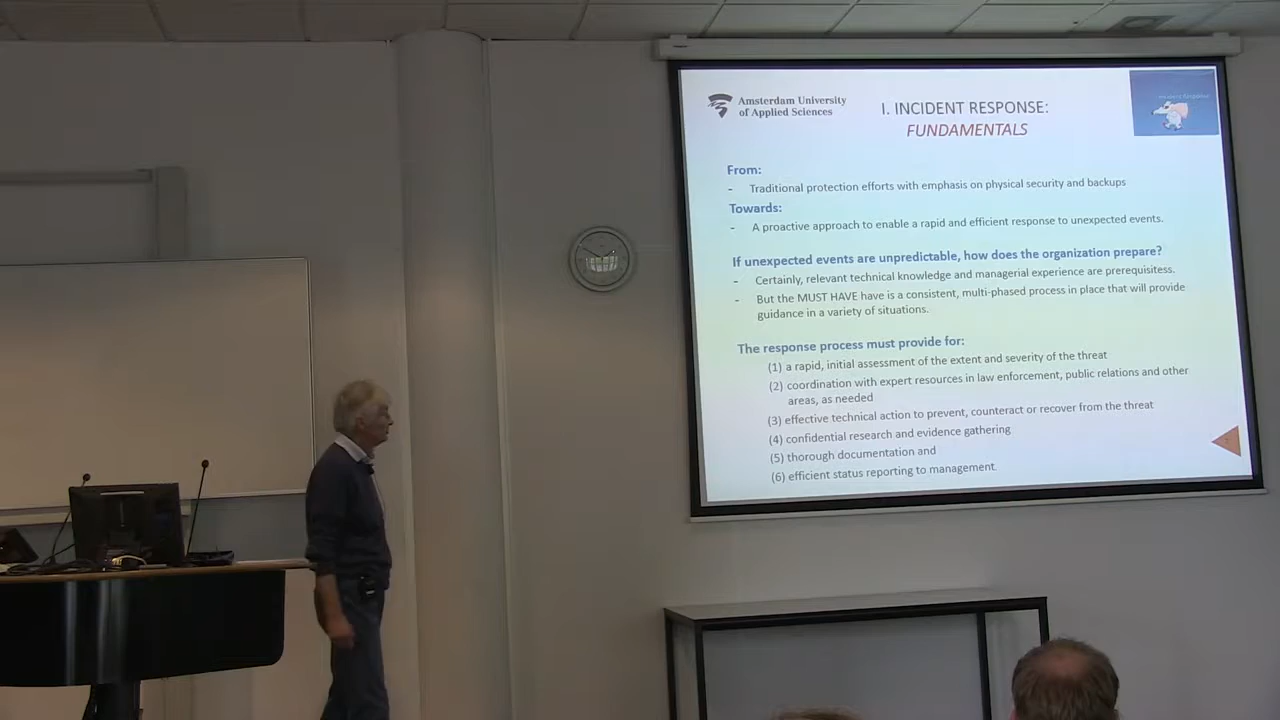 Amsterdam University
of Applied Sciences
I. INCIDENT RESPONSE:
FUNDAMENTALS
From:
- Traditional protection efforts with emphasis on physical security and backups
Towards:
- A proactive approach to enable a rapid and efficient response to unexpected events.
If unexpected events are unpredictable, how does the organization prepare?
- Certainly, relevant technical knowledge and managerial experience are prerequisitess.
- But the MUST HAVE have is a consistent, multi-phased process in place that will provide
guidance in a variety of situations.
The response process must provide for:
(1) a rapid, initial assessment of the extent and severity of the threat
(2) coordination with expert resources in law enforcement, public relations and other
areas, as needed
(3) effective technical action to prevent, counteract or recover from the threat
(4) confidential research and evidence gathering
(5) thorough documentation and
(6) efficient status reporting to management.